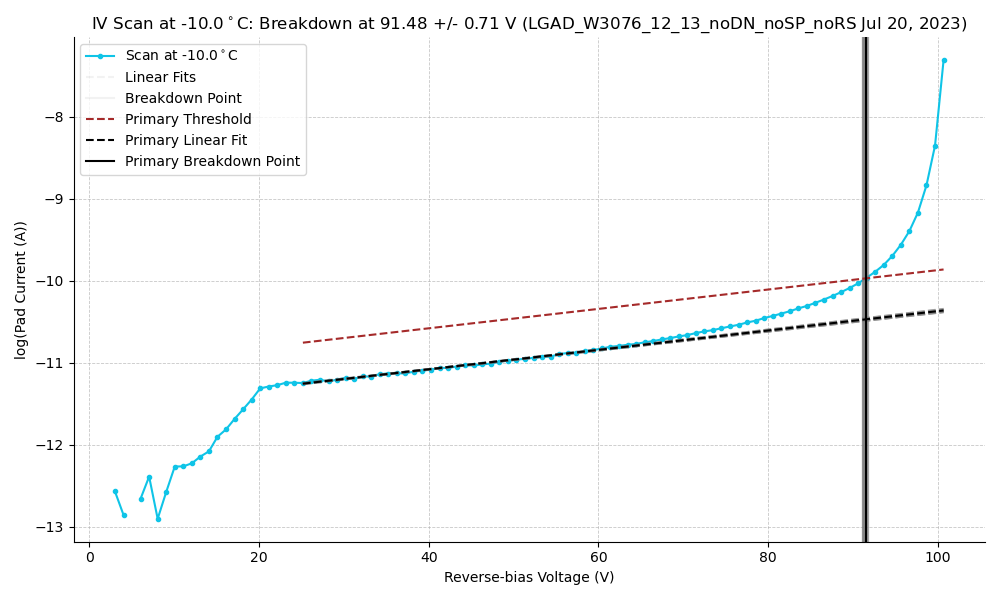 IV Scan at -10.0°C: Breakdown at 91.48 +/- 0.71 V (LGAD_W3076_12_13_noDN_noSP_noRS Jul 20, 2023)
Scan at -10.0°C
Linear Fits
Breakdown Point
Primary Threshold
Primary Linear Fit
Primary Breakdown Point
log(Pad Current (A))
−8
−9
−10
−11
−12
−13
0 20 40 60 80 100
Reverse-bias Voltage (V)